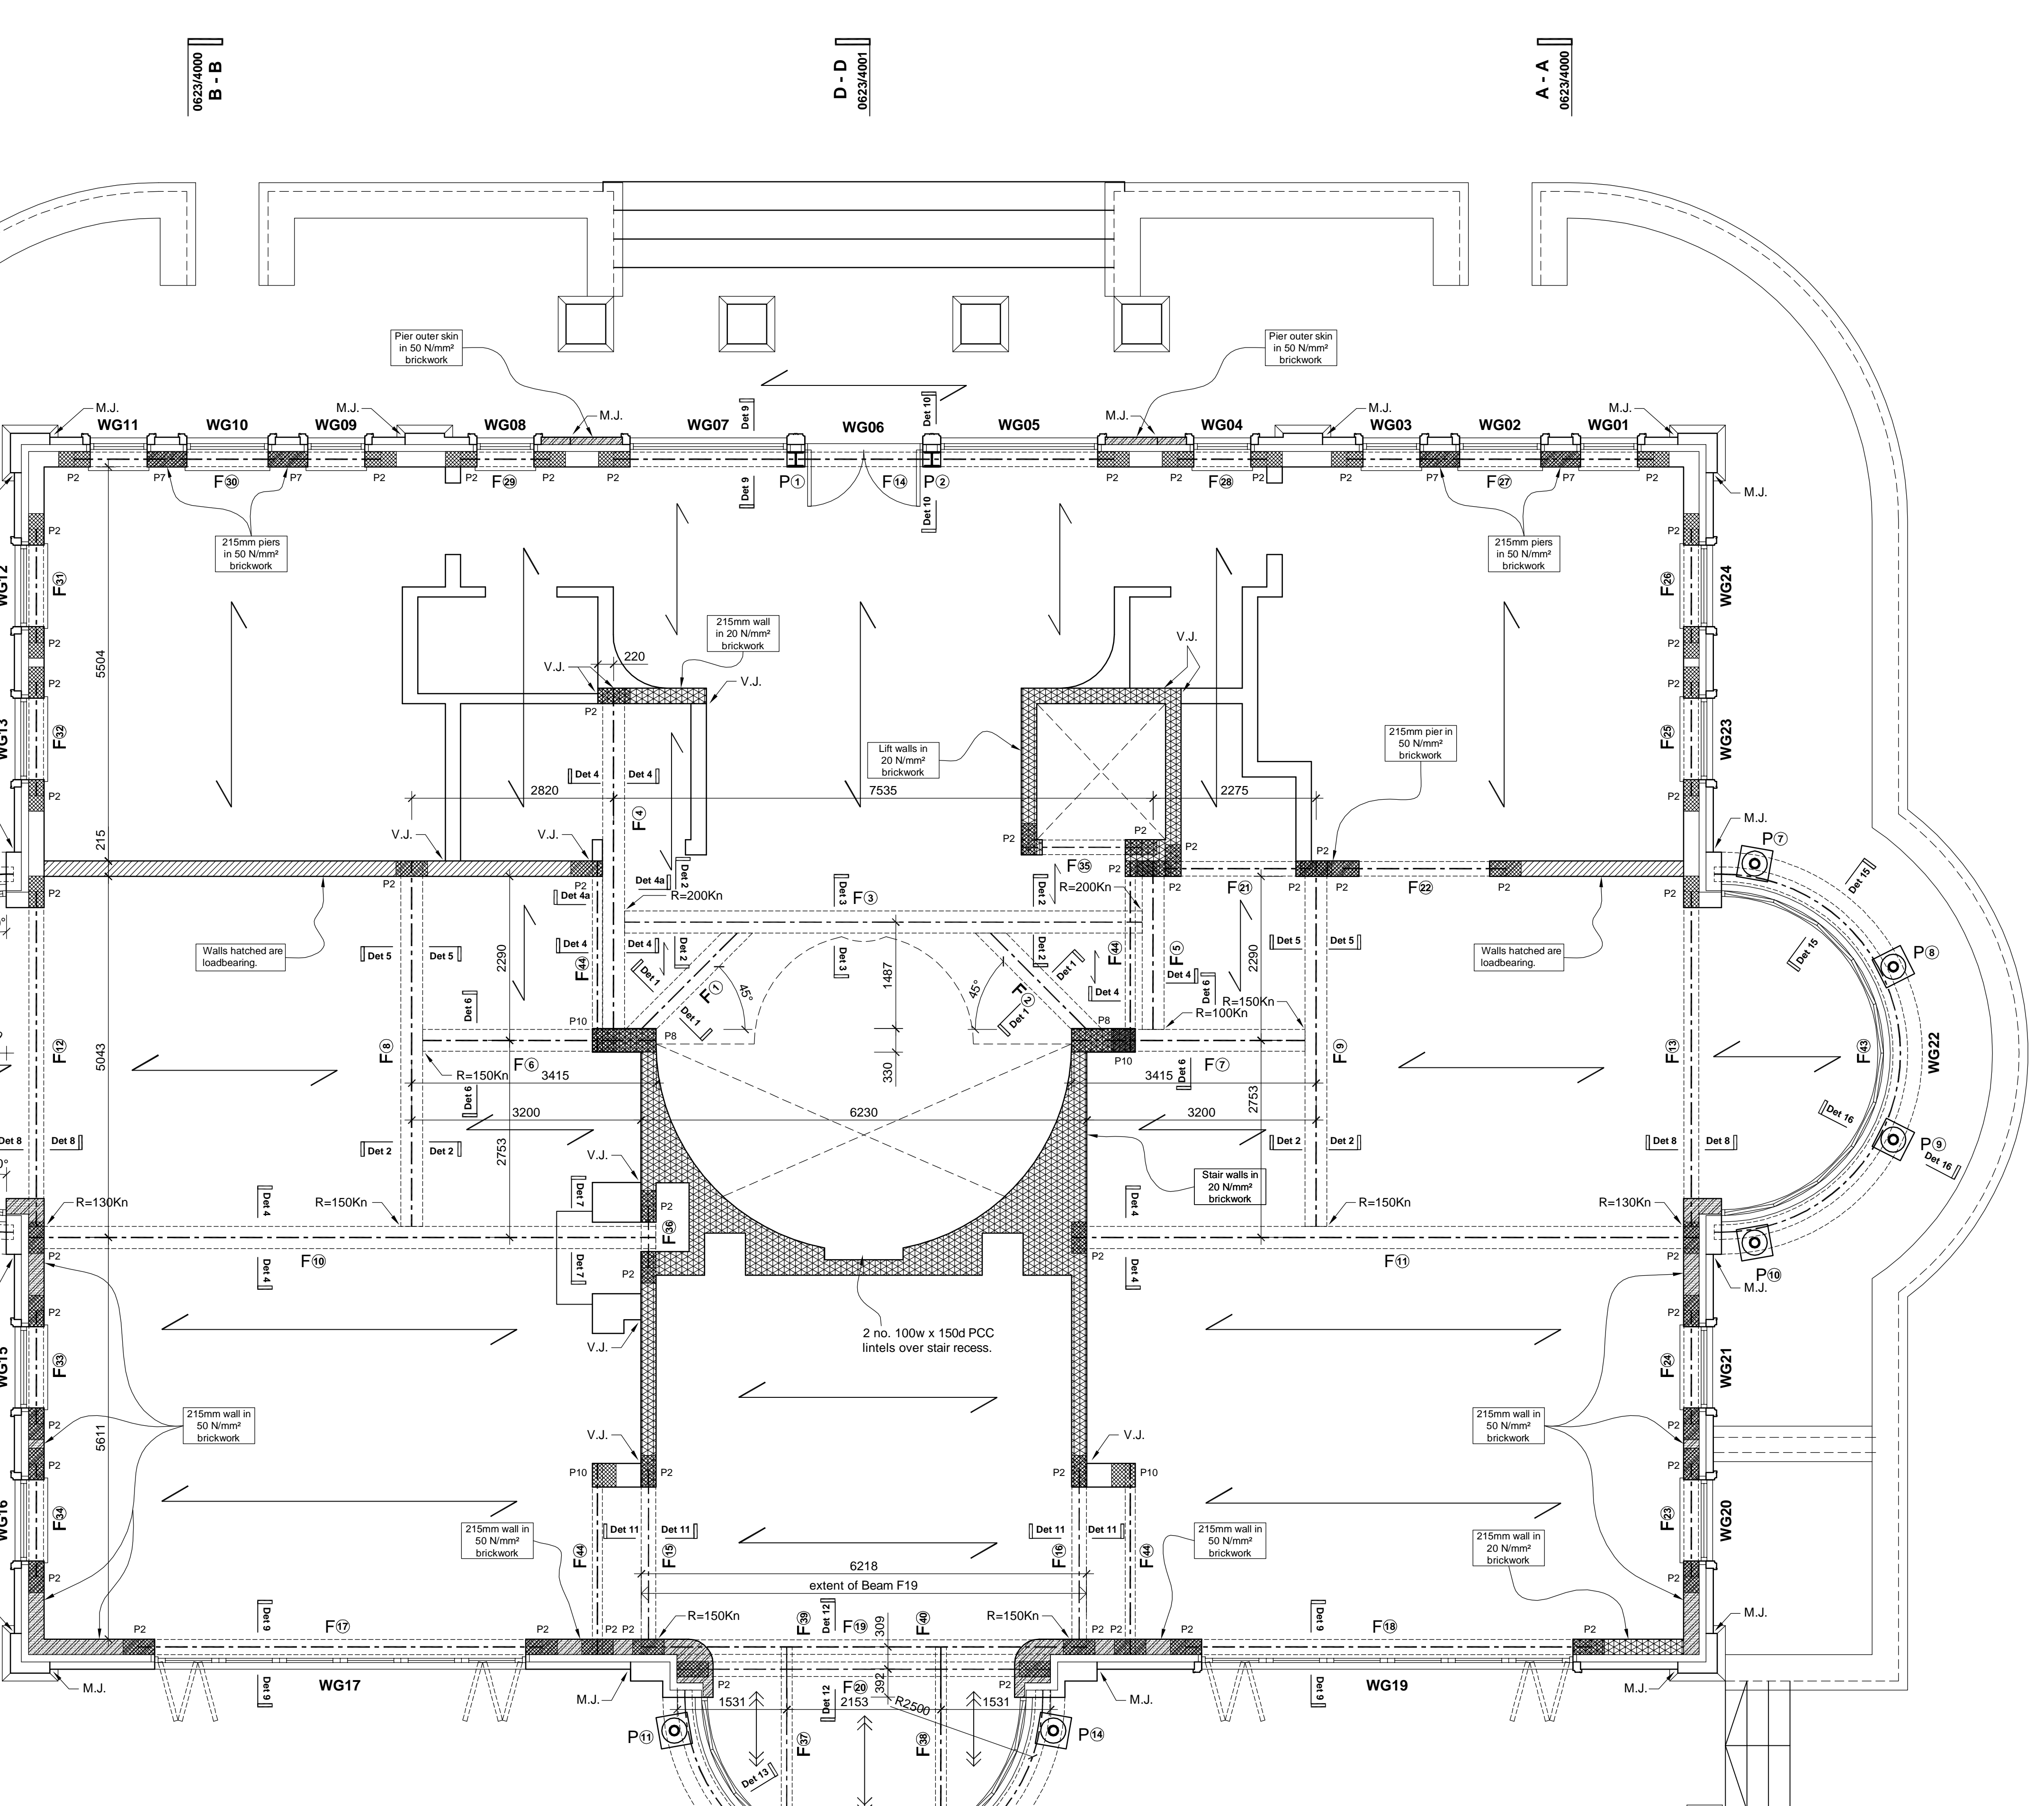 0623/4000
B - B
D - D
0623/4001
A - A
0623/4000
Pier outer skin
in 50 N/mm²
brickwork
Pier outer skin
in 50 N/mm²
brickwork
M.J.
WG11
WG10
WG09
M.J.
WG08
M.J.
WG07
Det 9
WG06
Det 10
WG05
M.J.
WG04
M.J.
WG03
WG02
M.J.
WG01
P2
P7
F30
P7
P2
P2
F29
P2
P2
Det 9
P1
F14
P2
Det 10
P2
P2
F28
P2
P2
P7
F27
P7
P2
M.J.
215mm piers
in 50 N/mm²
brickwork
215mm piers
in 50 N/mm²
brickwork
P2
P2
WG12
F31
F26
WG24
P2
P2
5504
215mm wall
in 20 N/mm²
brickwork
V.J.
220
V.J.
V.J.
P2
P2
P2
WG13
F32
F25
WG23
Lift walls in
20 N/mm²
brickwork
215mm pier in
50 N/mm²
brickwork
Det 4
Det 4
2820
7535
2275
P2
P2
F4
215
V.J.
V.J.
P2
P2
P2
M.J.
P7
P2
P2
P2
Det 4a
Det 2
Det 4a
F35
P2
P2
F21
P2
P2
F22
P2
P2
Det 15
R=200Kn
Det 3
F3
Det 2
R=200Kn
Walls hatched are
loadbearing.
Walls hatched are
loadbearing.
Det 5
Det 5
2290
Det 4
Det 4
Det 2
Det 3
Det 2
F44
F5
Det 4
2290
Det 5
Det 5
Det 15
P8
F44
Det 1
F1
45°
1487
45°
Det 1
F2
Det 4
Det 6
R=150Kn
R=100Kn
Det 6
Det 1
Det 1
P10
P8
P8
P10
5043
F12
F8
F6
R=150Kn
3415
330
3415
F7
Det 6
F9
F13
F43
WG22
Det 6
3200
6230
3200
2753
2753
Det 16
P9
Det 16
Det 8
Det 8
Det 2
Det 2
Det 2
Det 2
Det 8
Det 8
V.J.
Stair walls in
20 N/mm²
brickwork
R=130Kn
Det 4
R=150Kn
Det 7
P2
F36
Det 4
R=150Kn
R=130Kn
P2
F10
Det 4
Det 7
P2
P2
Det 4
F11
P2
P10
M.J.
P2
P2
V.J.
2 no. 100w x 150d PCC
lintels over stair recess.
WG15
F33
F24
WG21
215mm wall in
50 N/mm²
brickwork
215mm wall in
50 N/mm²
brickwork
P2
P2
5611
V.J.
V.J.
P2
P10
P2
P2
P10
P2
WG16
F34
F23
WG20
215mm wall in
50 N/mm²
brickwork
Det 11
Det 11
Det 11
Det 11
215mm wall in
50 N/mm²
brickwork
215mm wall in
20 N/mm²
brickwork
F44
F15
F16
F44
P2
P2
6218
extent of Beam F19
Det 9
F17
P2
P2
P2
P2
R=150Kn
F39
Det 12
F19
F40
309
R=150Kn
P2
P2
P2
Det 9
F18
P2
M.J.
M.J.
Det 9
WG17
M.J.
P2
1531
Det 12
F20
2153
392
R2500
1531
P2
M.J.
Det 9
WG19
M.J.
P11
F37
F38
P14
Det 13